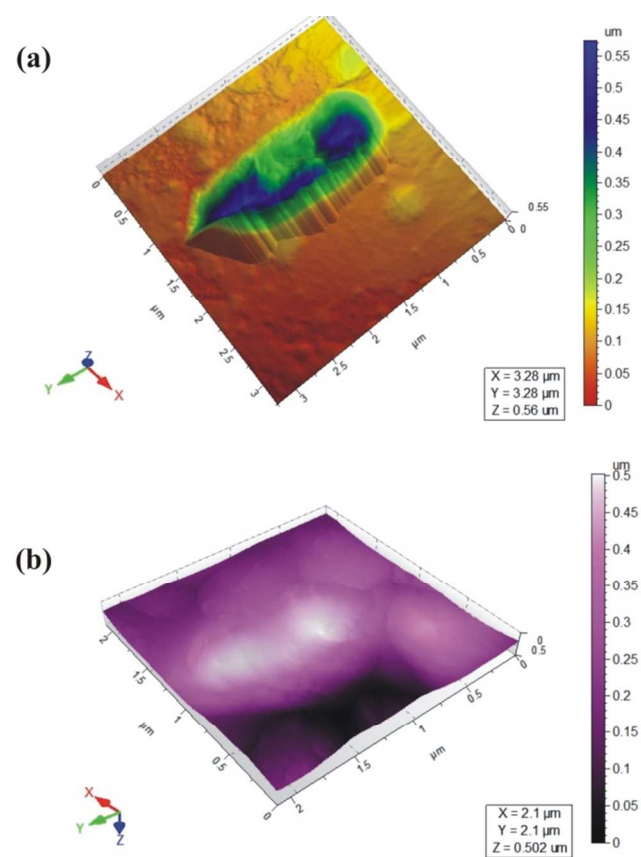 (a)
um
0.55
0.5
0.45
0.4
0.35
0.3
0.25
0.2
0.15
0.1
0.05
0
0
0.5
1
1.5
2
2.5
3
µm
0.55
0
0
0.5
1
1.5
2
2.5
3
µm
Z
Y
X
X = 3.28 µm
Y = 3.28 µm
Z = 0.56 um
(b)
um
0.5
0.45
0.4
0.35
0.3
0.25
0.2
0.15
0.1
0.05
0
2
1.5
1
0.5
0
µm
0
0.5
0
0.5
1
1.5
2
µm
X
Y
Z
X = 2.1 µm
Y = 2.1 µm
Z = 0.502 um